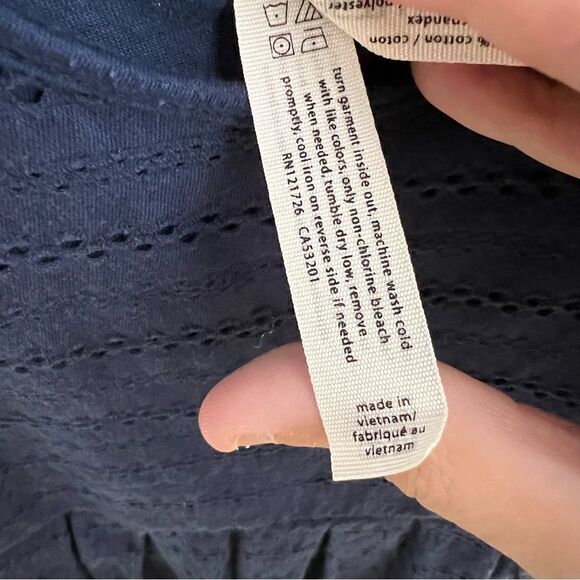 % cotton / coton
polyester
turn garment inside out, machine wash cold
with like colors, only non-chlorine bleach
when needed, tumble dry low, remove
promptly, cool iron on reverse side if needed
RN121726 CA53201
made in
vietnam/
fabriqué au
vietnam